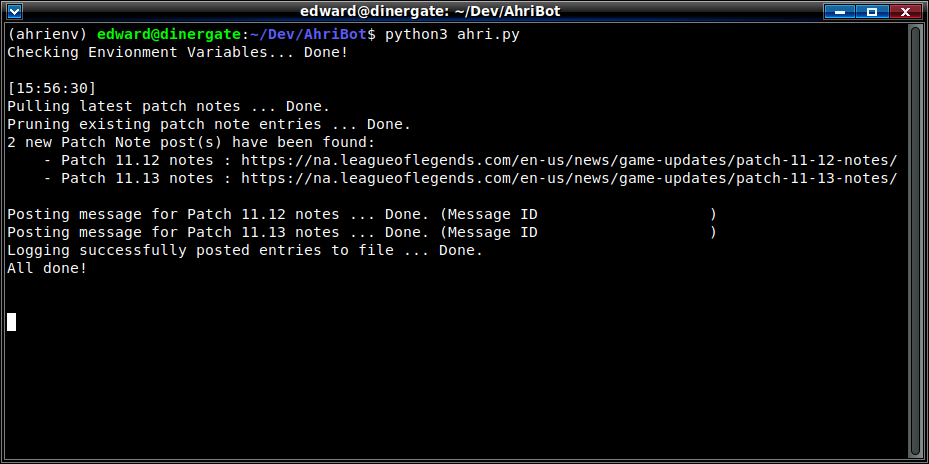 edward@dinergate: ~/Dev/AhriBot
(ahrienv) edward@dinergate:~/Dev/AhriBot$ python3 ahri.py
Checking Envionment Variables... Done!
[15:56:30]
Pulling latest patch notes ... Done.
Pruning existing patch note entries ... Done.
2 new Patch Note post(s) have been found:
- Patch 11.12 notes : https://na.leagueoflegends.com/en-us/news/game-updates/patch-11-12-notes/
- Patch 11.13 notes : https://na.leagueoflegends.com/en-us/news/game-updates/patch-11-13-notes/
Posting message for Patch 11.12 notes ... Done. (Message ID )
Posting message for Patch 11.13 notes ... Done. (Message ID )
Logging successfully posted entries to file ... Done.
All done!